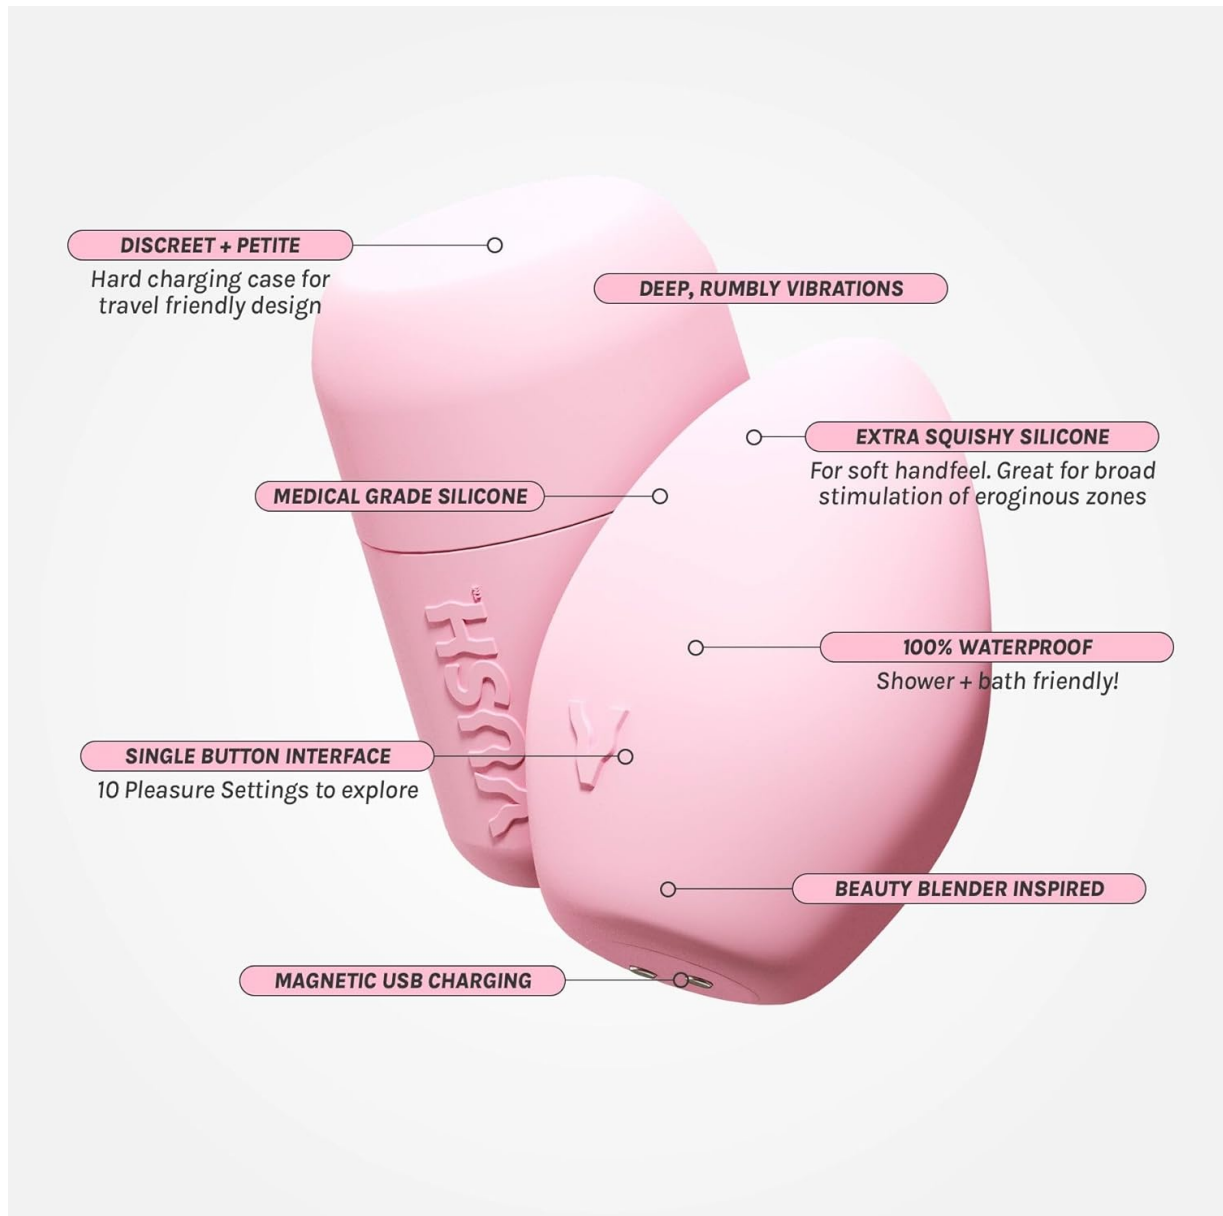 DISCREET + PETITE
Hard charging case for
travel friendly design
DEEP, RUMBLY VIBRATIONS
EXTRA SQUISHY SILICONE
For soft handfeel. Great for broad
stimulation of eroginous zones
MEDICAL GRADE SILICONE
VUSH
100% WATERPROOF
Shower + bath friendly!
SINGLE BUTTON INTERFACE
10 Pleasure Settings to explore
V
BEAUTY BLENDER INSPIRED
MAGNETIC USB CHARGING